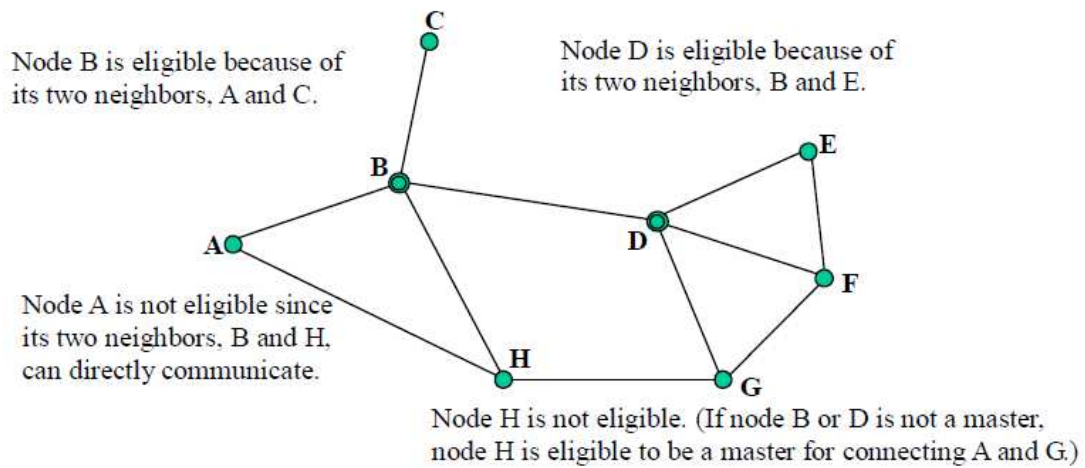 C
Node B is eligible because of
its two neighbors, A and C.
Node D is eligible because of
its two neighbors, B and E.
E
B
A
D
F
Node A is not eligible since
its two neighbors, B and H,
can directly communicate.
H
G
Node H is not eligible. (If node B or D is not a master,
node H is eligible to be a master for connecting A and G.)